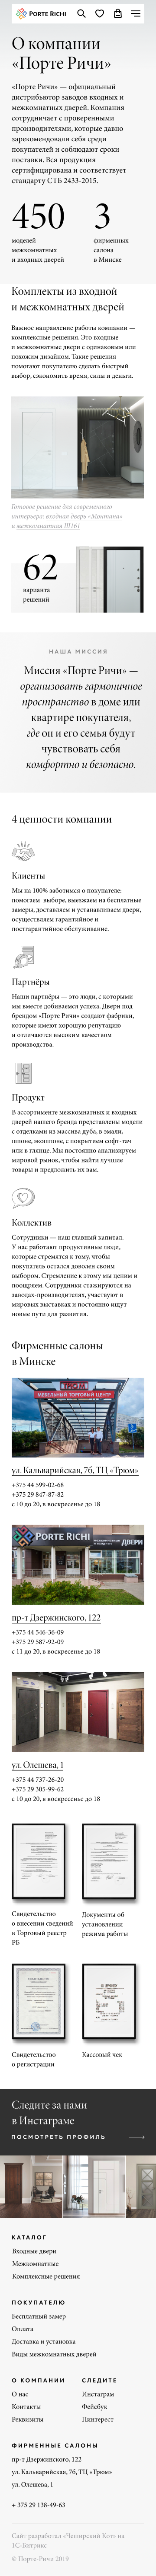 PORTE RICHI
О компании
«Порте Ричи»
«Порте Ричи» — официальный
дистрибьютор заводов входных и
межкомнатных дверей. Компания
сотрудничает с проверенными
производителями, которые давно
зарекомендовали себя среди
покупателей и соблюдают сроки
поставки. Вся продукция
сертифицирована и соответствует
стандарту СТБ 2433-2015.
450
моделей
межкомнатных
и входных дверей
3
фирменных
салона
в Минске
Комплекты из входной
и межкомнатных дверей
Важное направление работы компании —
комплексные решения. Это входные
и межкомнатные двери с одинаковым или
похожим дизайном. Такие решения
помогают покупателю сделать быстрый
выбор, сэкономить время, силы и деньги.
Готовое решение для современного
интерьера: входная дверь «Монтана»
и межкомнатная Ш161
62
варианта
решений
НАША МИССИЯ
Миссия «Порте Ричи» —
организовать гармоничное
пространство в доме или
квартире покупателя,
где он и его семья будут
чувствовать себя
комфортно и безопасно.
4 ценности компании
Клиенты
Мы на 100% заботимся о покупателе:
помогаем выборе, выезжаем на бесплатные
замеры, доставляем и устанавливаем двери,
осуществляем гарантийное и
постгарантийное обслуживание.
Партнёры
Наши партнёры — это люди, с которыми
мы вместе добиваемся успеха. Двери под
брендом «Порте Ричи» создают фабрики,
которые имеют хорошую репутацию
и отличаются высоким качеством
производства.
Продукт
В ассортименте межкомнатных и входных
дверей нашего бренда представлены модели
с отделками из массива дуба, в эмали,
шпоне, экошпоне, с покрытием софт-тач
или в глянце. Мы постоянно анализируем
мировой рынок, чтобы найти лучшие
товары и предложить их вам.
Коллектив
Сотрудники — наш главный капитал.
У нас работают продуктивные люди,
которые стремятся к тому, чтобы
покупатель остался доволен своим
выбором. Стремление к этому мы ценим и
поощряем. Сотрудники стажируются на
заводах-производителях, участвуют в
мировых выставках и постоянно ищут
новые пути для развития.
Фирменные салоны
в Минске
ТРЮМ
МЕБЕЛЬНЫЙ ТОРГОВЫЙ ЦЕНТР
ул. Кальварийская, 7б, ТЦ «Трюм»
+375 44 599-02-68
+375 29 847-87-82
с 10 до 20, в воскресенье до 18
PORTE RICHI
ДВЕРИ
пр-т Дзержинского, 122
+375 44 546-36-09
+375 29 587-92-09
с 11 до 20, в воскресенье до 18
ул. Олешева, 1
+375 44 737-26-20
+375 29 305-99-62
с 10 до 20, в воскресенье до 18
Свидетельство
о внесении сведений
в Торговый реестр
РБ
Документы об
установлении
режима работы
Свидетельство
о регистрации
Кассовый чек
Следите за нами
в Инстаграме
ПОСМОТРЕТЬ ПРОФИЛЬ
КАТАЛОГ
Входные двери
Межкомнатные
Комплексные решения
ПОКУПАТЕЛЮ
Бесплатный замер
Оплата
Доставка и установка
Виды межкомнатных дверей
О КОМПАНИИ
О нас
Контакты
Реквизиты
СЛЕДИТЕ
Инстаграм
Фейсбук
Пинтерест
ФИРМЕННЫЕ САЛОНЫ
пр-т Дзержинского, 122
ул. Кальварийская, 7б, ТЦ «Трюм»
ул. Олешева, 1
+ 375 29 138-49-63
Сайт разработал «Чеширский Кот» на
1С-Битрикс
© Порте-Ричи 2019